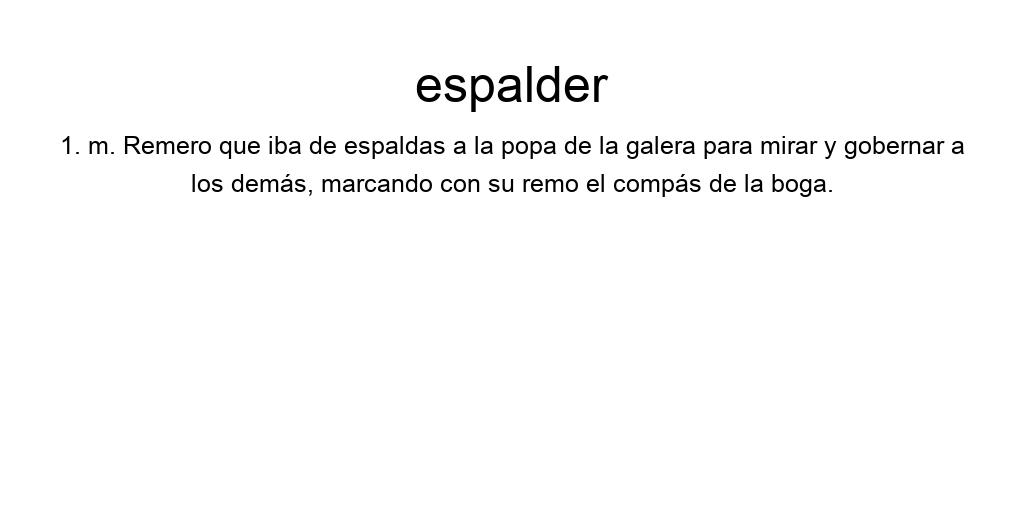 espalder
1. m. Remero que iba de espaldas a la popa de la galera para mirar y gobernar a
los demás, marcando con su remo el compás de la boga.